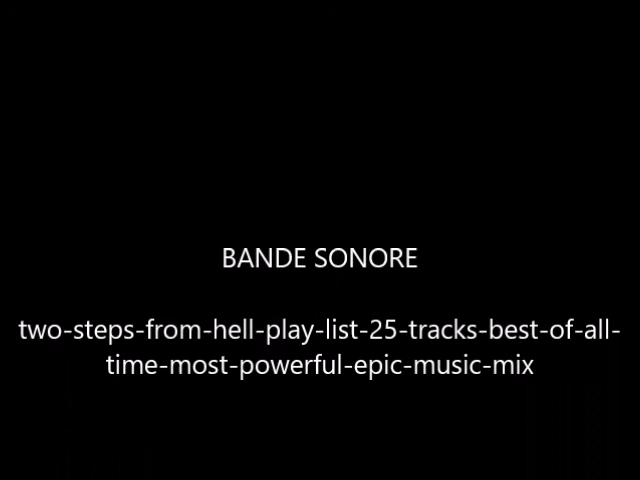 BANDE SONORE
two-steps-from-hell-play-list-25-tracks-best-of-all-
time-most-powerful-epic-music-mix